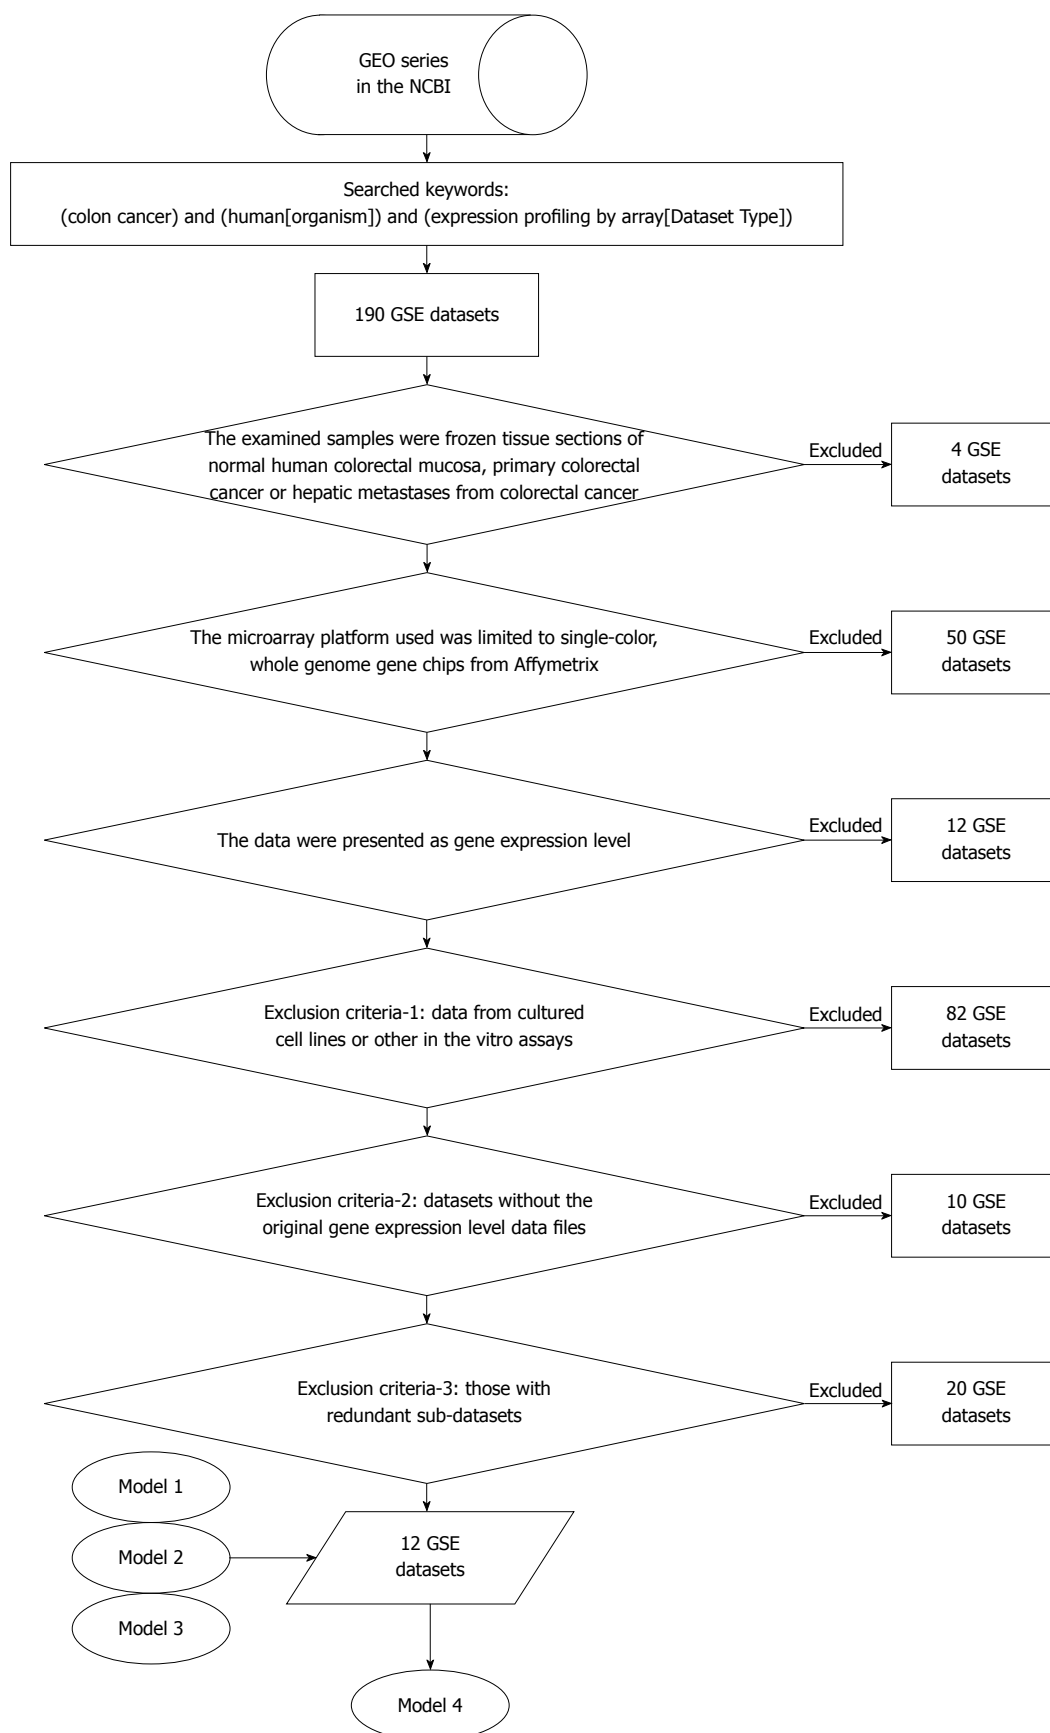 GEO series
in the NCBI
Searched keywords:
(colon cancer) and (human[organism]) and (expression profiling by array[Dataset Type])
190 GSE datasets
The examined samples were frozen tissue sections of
normal human colorectal mucosa, primary colorectal
cancer or hepatic metastases from colorectal cancer
Excluded
4 GSE
datasets
The microarray platform used was limited to single-color,
whole genome gene chips from Affymetrix
Excluded
50 GSE
datasets
The data were presented as gene expression level
Excluded
12 GSE
datasets
Exclusion criteria-1: data from cultured
cell lines or other in the vitro assays
Excluded
82 GSE
datasets
Exclusion criteria-2: datasets without the
original gene expression level data files
Excluded
10 GSE
datasets
Exclusion criteria-3: those with
redundant sub-datasets
Excluded
20 GSE
datasets
Model 1
Model 2
Model 3
12 GSE
datasets
Model 4